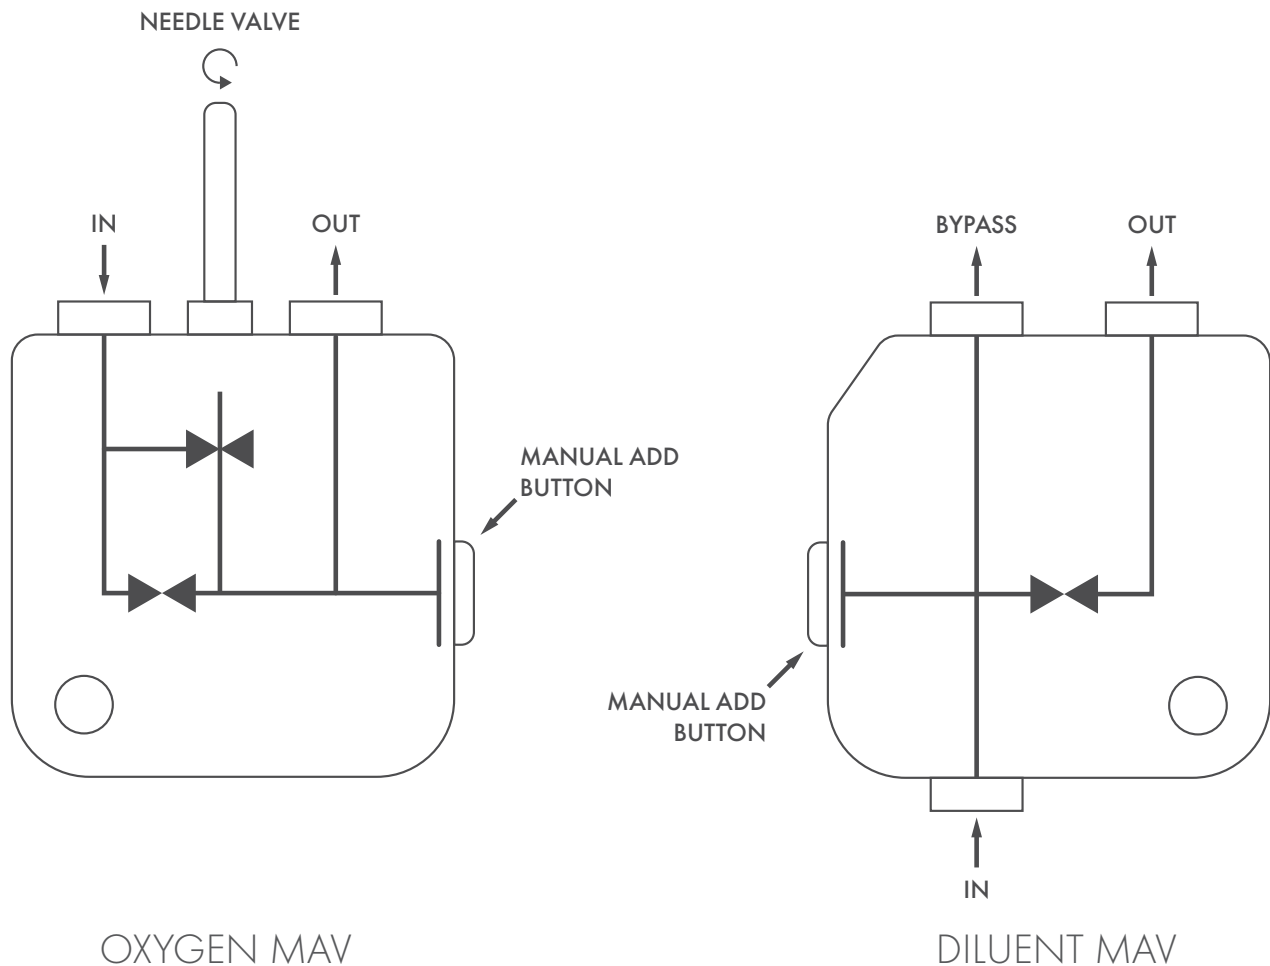 NEEDLE VALVE
IN
OUT
MANUAL ADD
BUTTON
OXYGEN MAV
BYPASS
OUT
MANUAL ADD
BUTTON
IN
DILUENT MAV